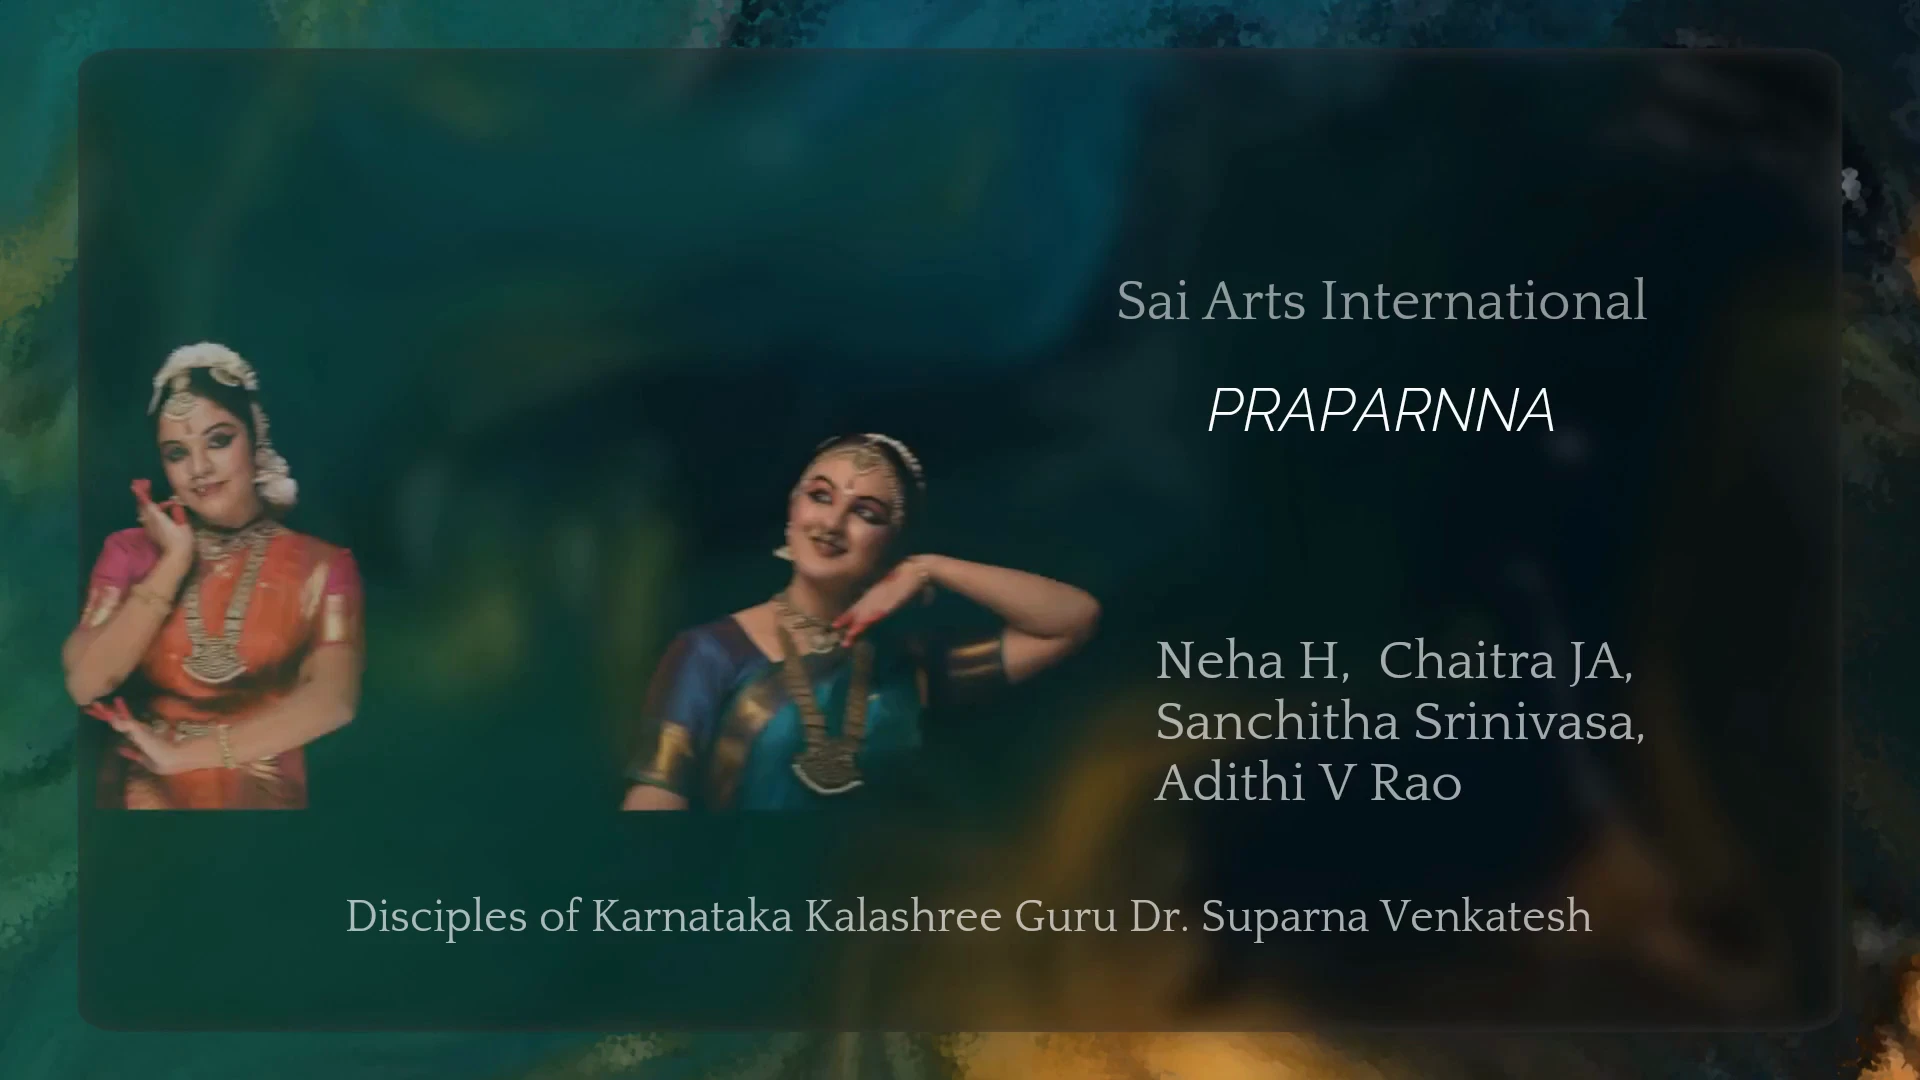 Sai Arts International
PRAPARNNA
Neha H,  Chaitra JA,
Sanchitha Srinivasa,
Adithi V Rao
Disciples of Karnataka Kalashree Guru Dr. Suparna Venkatesh